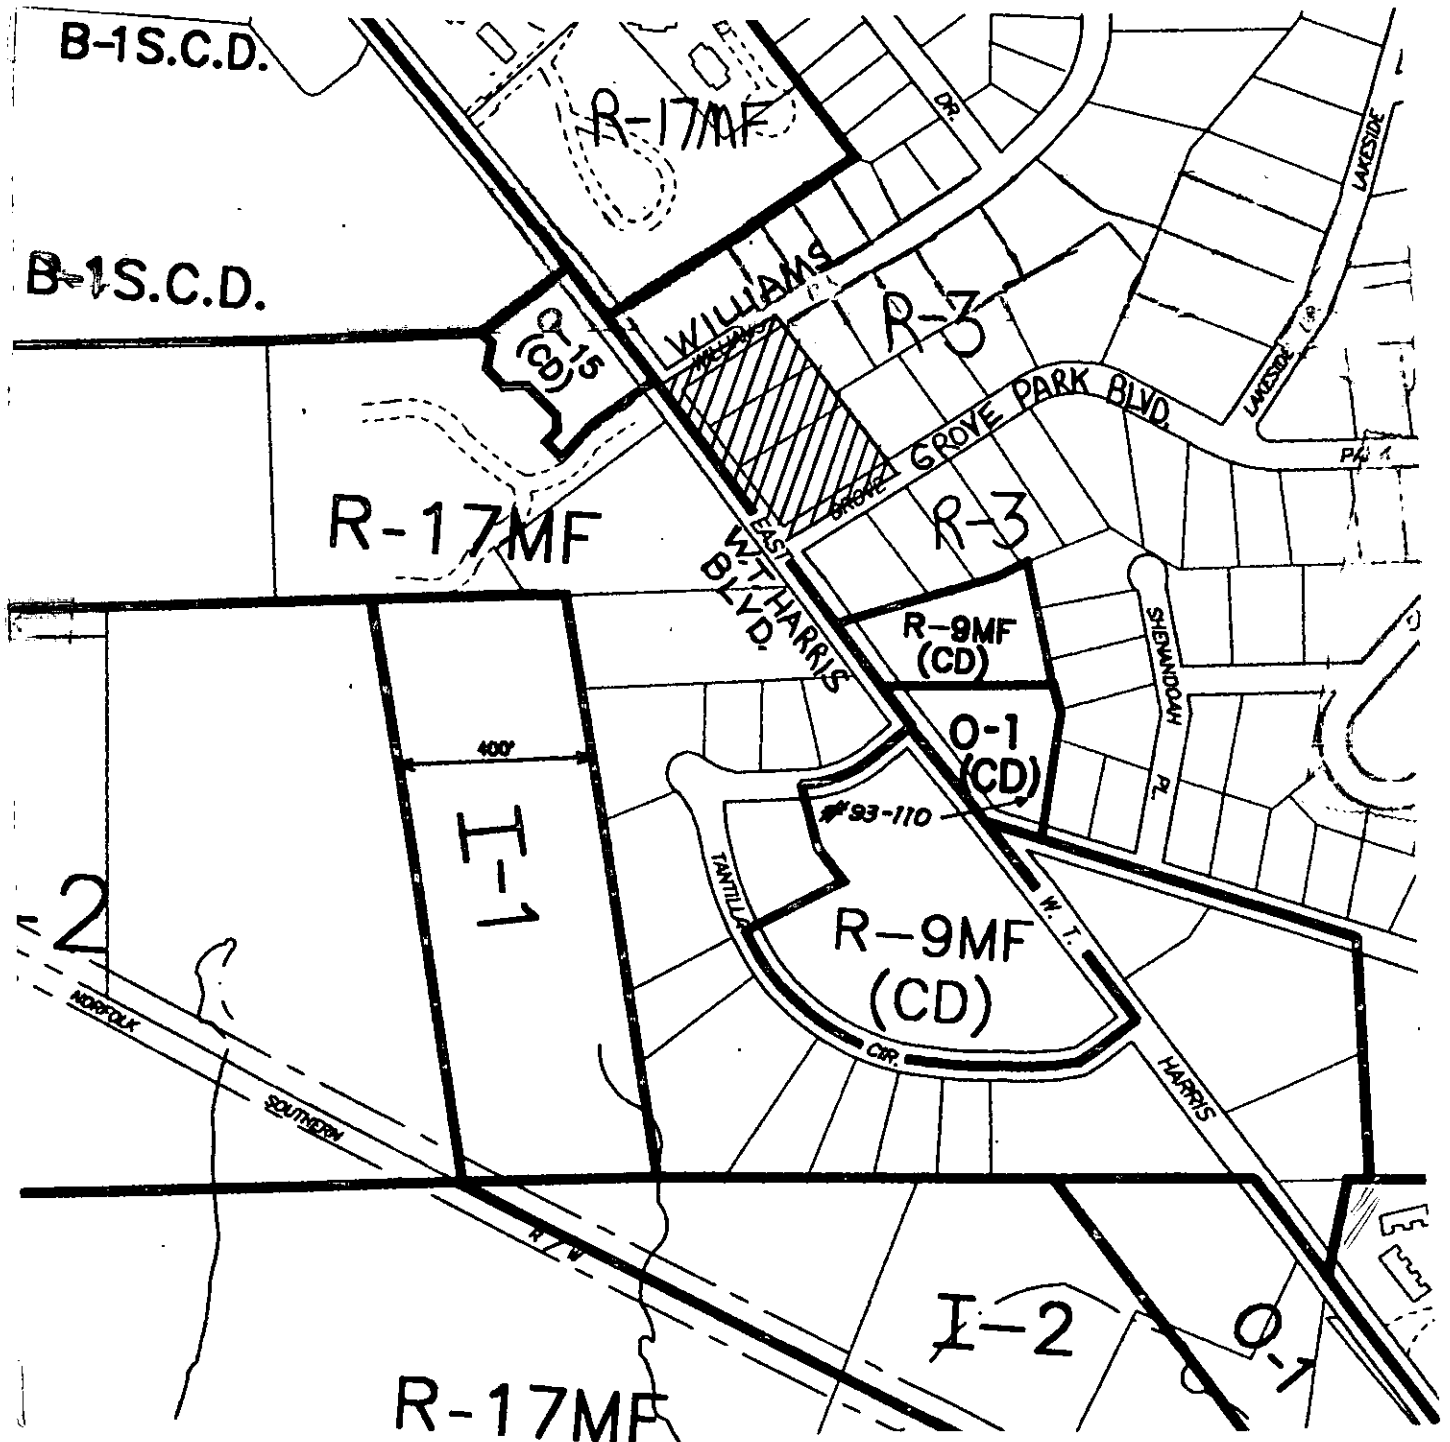 B-1S.C.D.
R-17MF
DR.
LAKESIDE
B-1S.C.D.
O-15
(CD)
WILLIAMS
WILLIAMS
R-3
LAKESIDE
GROVE PARK BLVD.
GROVE
R-17MF
R-3
EAST
W.T. HARRIS
BLVD.
R-9MF
(CD)
SHENANDOAH
PL.
O-1
(CD)
400'
#93-110
I-1
TANTILLA
2
W. T.
R-9MF
(CD)
NORFOLK
CIR.
HARRIS
SOUTHERN
R / W
I-2
O-1
R-17MF